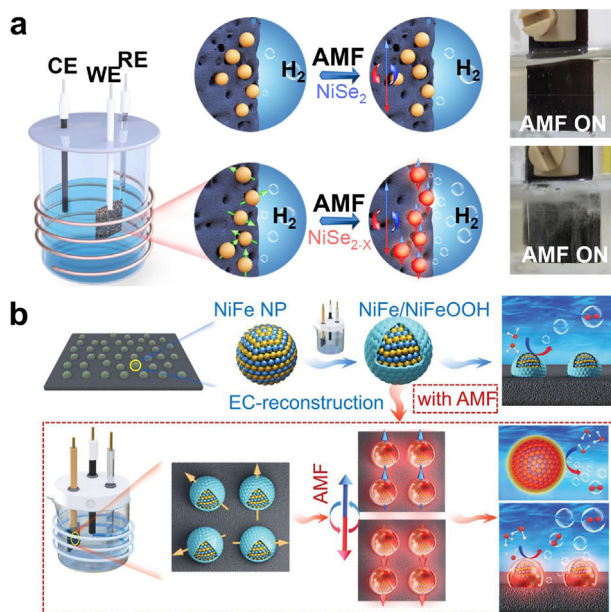 a
CE
WE
RE
H2
AMF
NiSe2
H2
AMF ON
H2
AMF
NiSe2-X
H2
AMF ON
b
NiFe NP
NiFe/NiFeOOH
EC-reconstruction
with AMF
AMF